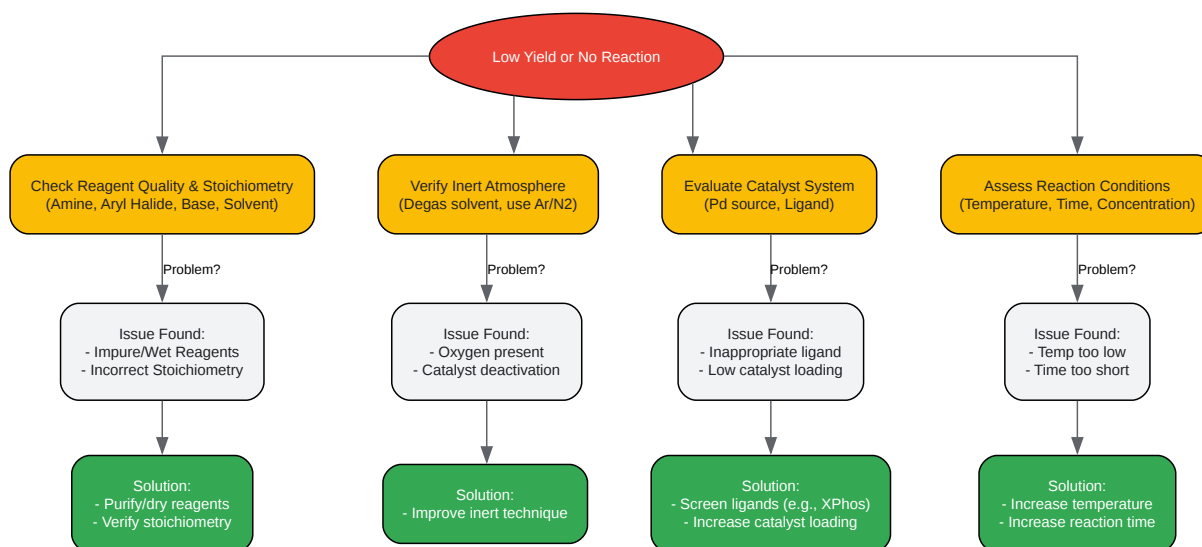 Low Yield or No Reaction
Check Reagent Quality & Stoichiometry
(Amine, Aryl Halide, Base, Solvent)
Verify Inert Atmosphere
(Degas solvent, use Ar/N2)
Evaluate Catalyst System
(Pd source, Ligand)
Assess Reaction Conditions
(Temperature, Time, Concentration)
Problem?
Problem?
Problem?
Problem?
Issue Found:
- Impure/Wet Reagents
- Incorrect Stoichiometry
Issue Found:
- Oxygen present
- Catalyst deactivation
Issue Found:
- Inappropriate ligand
- Low catalyst loading
Issue Found:
- Temp too low
- Time too short
Solution:
- Purify/dry reagents
- Verify stoichiometry
Solution:
- Improve inert technique
Solution:
- Screen ligands (e.g., XPhos)
- Increase catalyst loading
Solution:
- Increase temperature
- Increase reaction time